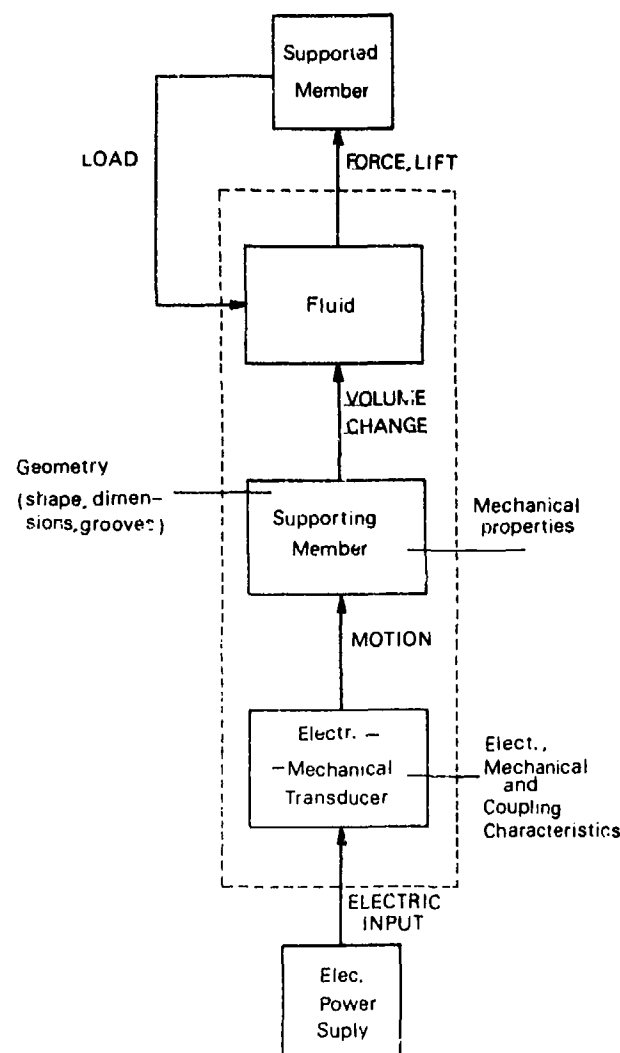 Supported
Member
LOAD
FORCE, LIFT
Fluid
VOLUME
CHANGE
Geometry
(shape, dimen-
sions, grooves)
Supporting
Member
Mechanical
properties
MOTION
Electr. –
–Mechanical
Transducer
Elect.,
Mechanical
and
Coupling
Characteristics
ELECTRIC
INPUT
Elec.
Power
Suply